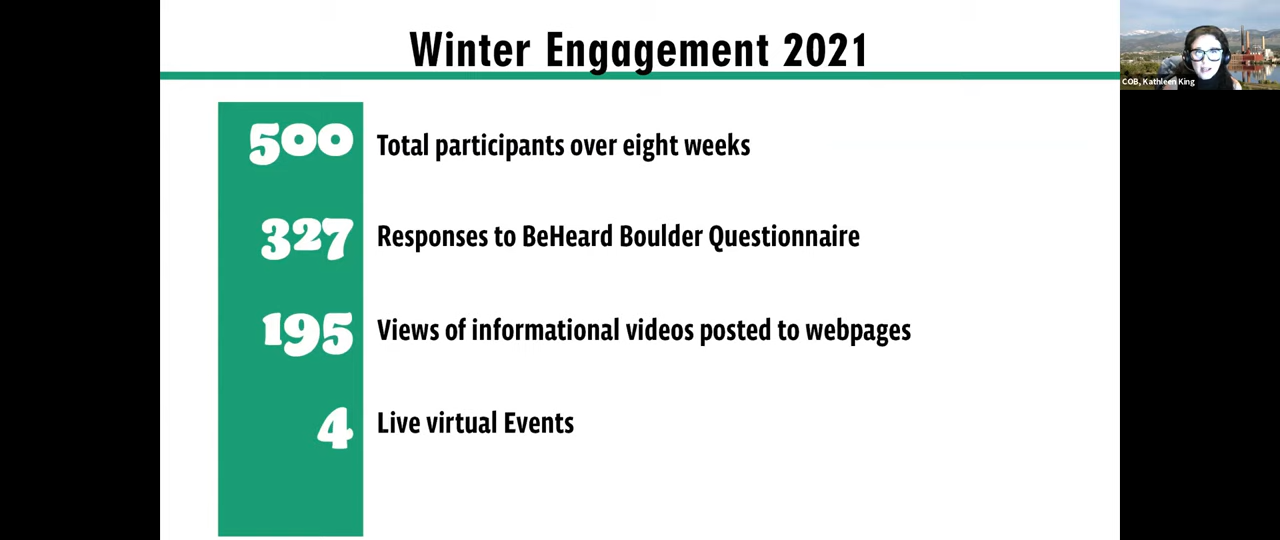 Winter Engagement 2021
COB, Kathleen King
500 Total participants over eight weeks
327 Responses to BeHeard Boulder Questionnaire
195 Views of informational videos posted to webpages
4 Live virtual Events